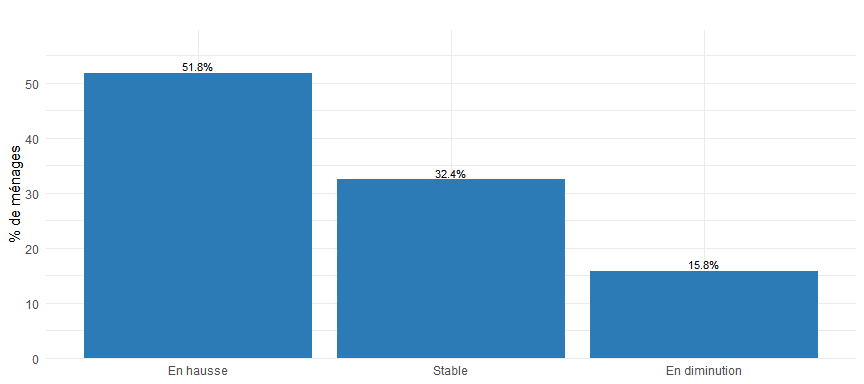 % de ménages
50
40
30
20
10
0
51.8%
32.4%
15.8%
En hausse
Stable
En diminution